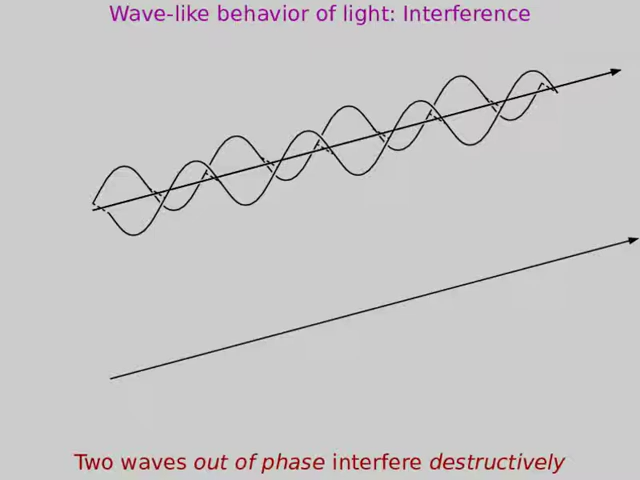 Wave-like behavior of light: Interference
Two waves out of phase interfere destructively